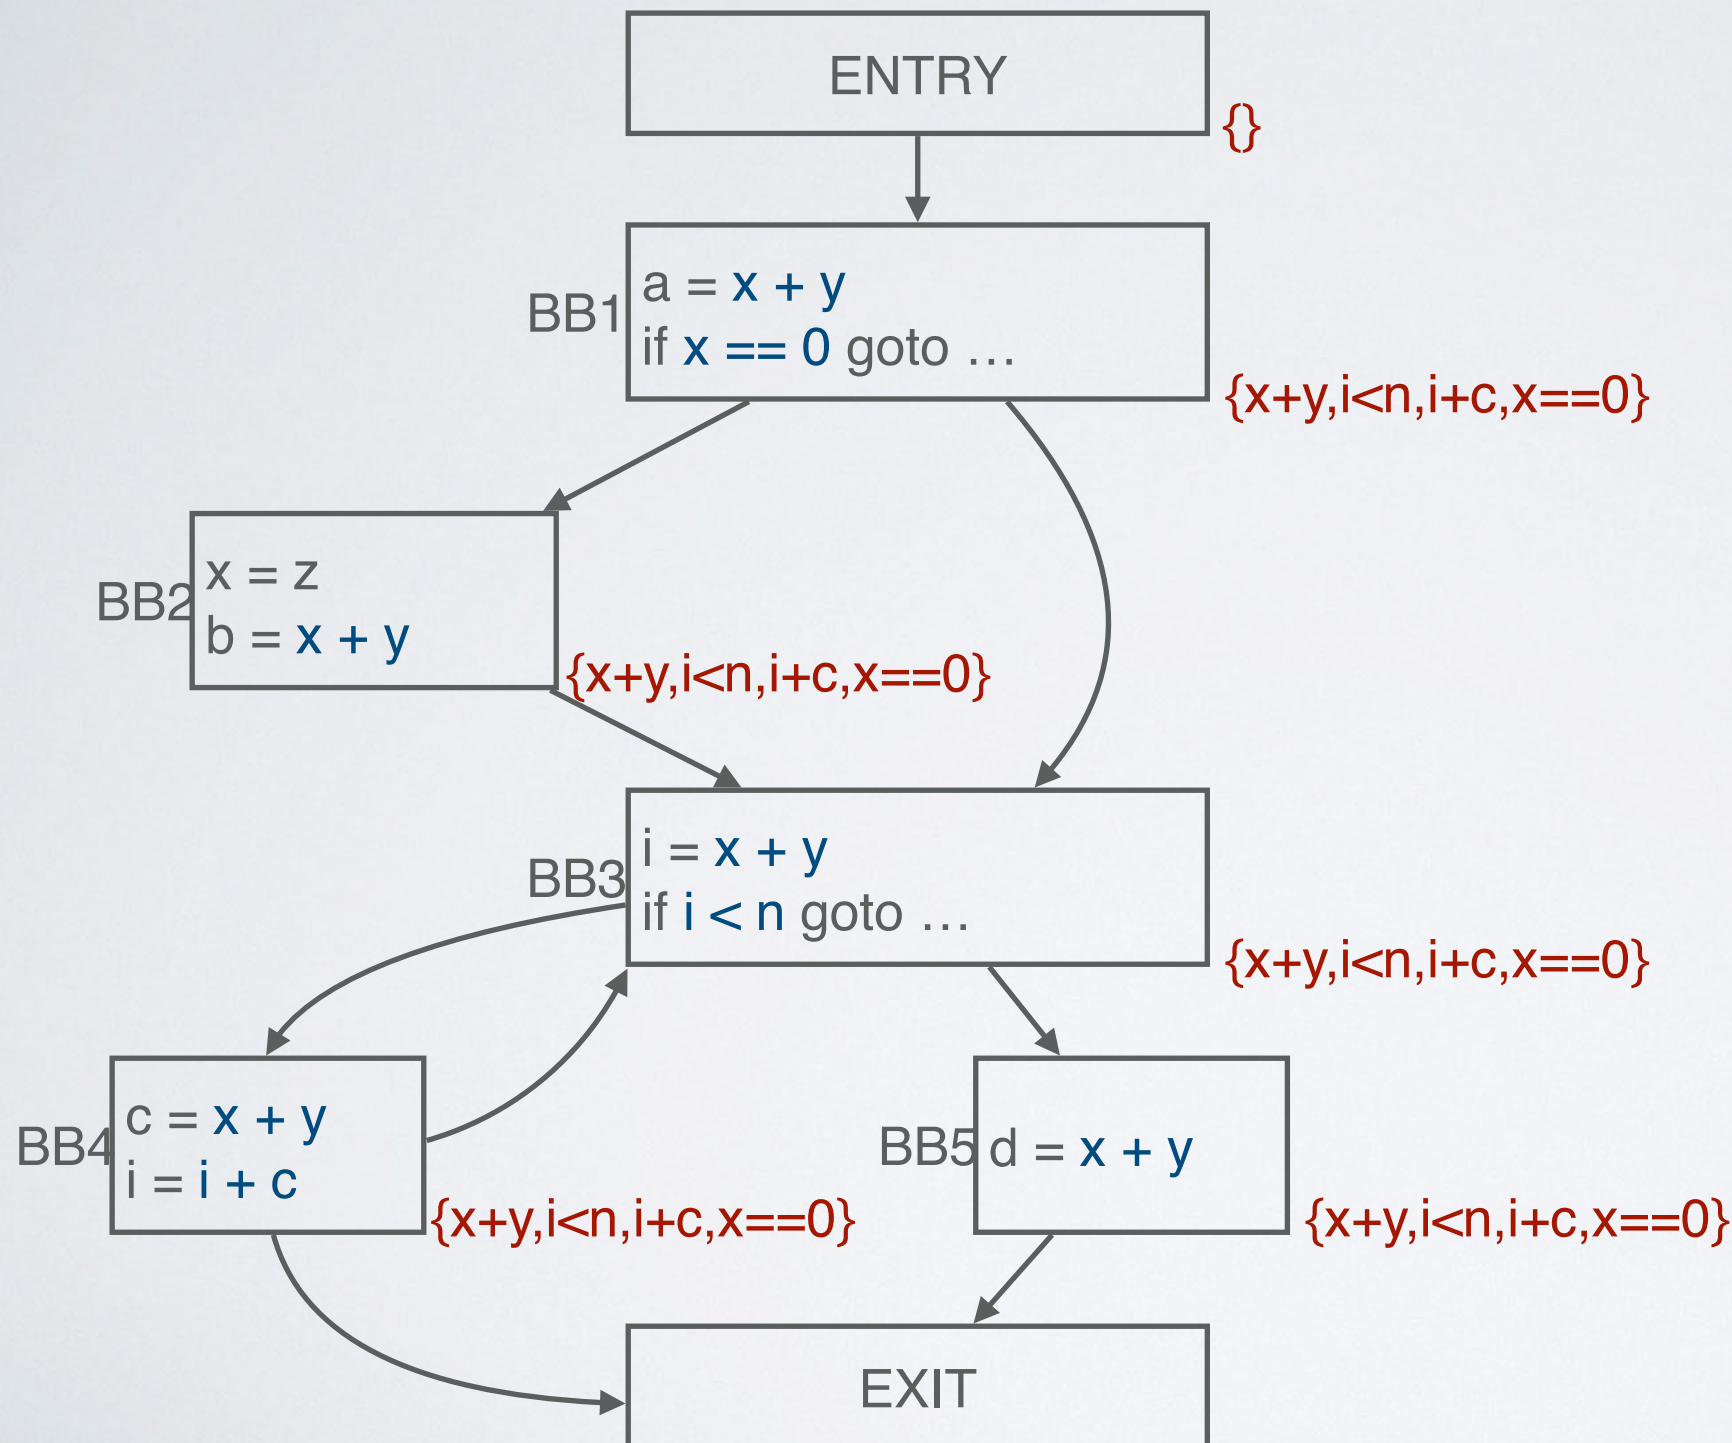 ENTRY
{}
BB1
a = x + y
if x == 0 goto …
{x+y,i<n,i+c,x==0}
BB2
x = z
b = x + y
{x+y,i<n,i+c,x==0}
BB3
i = x + y
if i < n goto …
{x+y,i<n,i+c,x==0}
BB4
c = x + y
i = i + c
{x+y,i<n,i+c,x==0}
BB5
d = x + y
{x+y,i<n,i+c,x==0}
EXIT